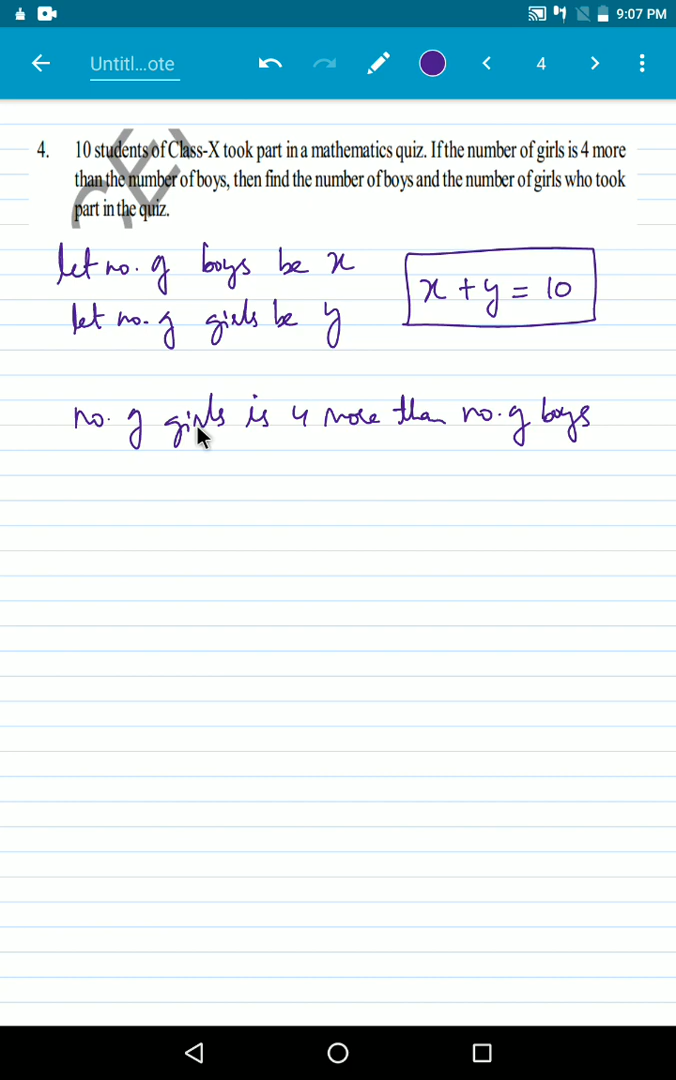 9:07 PM
Untitl...ote
4
4. 10 students of Class-X took part in a mathematics quiz. If the number of girls is 4 more
than the number of boys, then find the number of boys and the number of girls who took
part in the quiz.
let no. of boys be x
x + y = 10
let no. of girls be y
no. of girls is 4 more than no. of boys